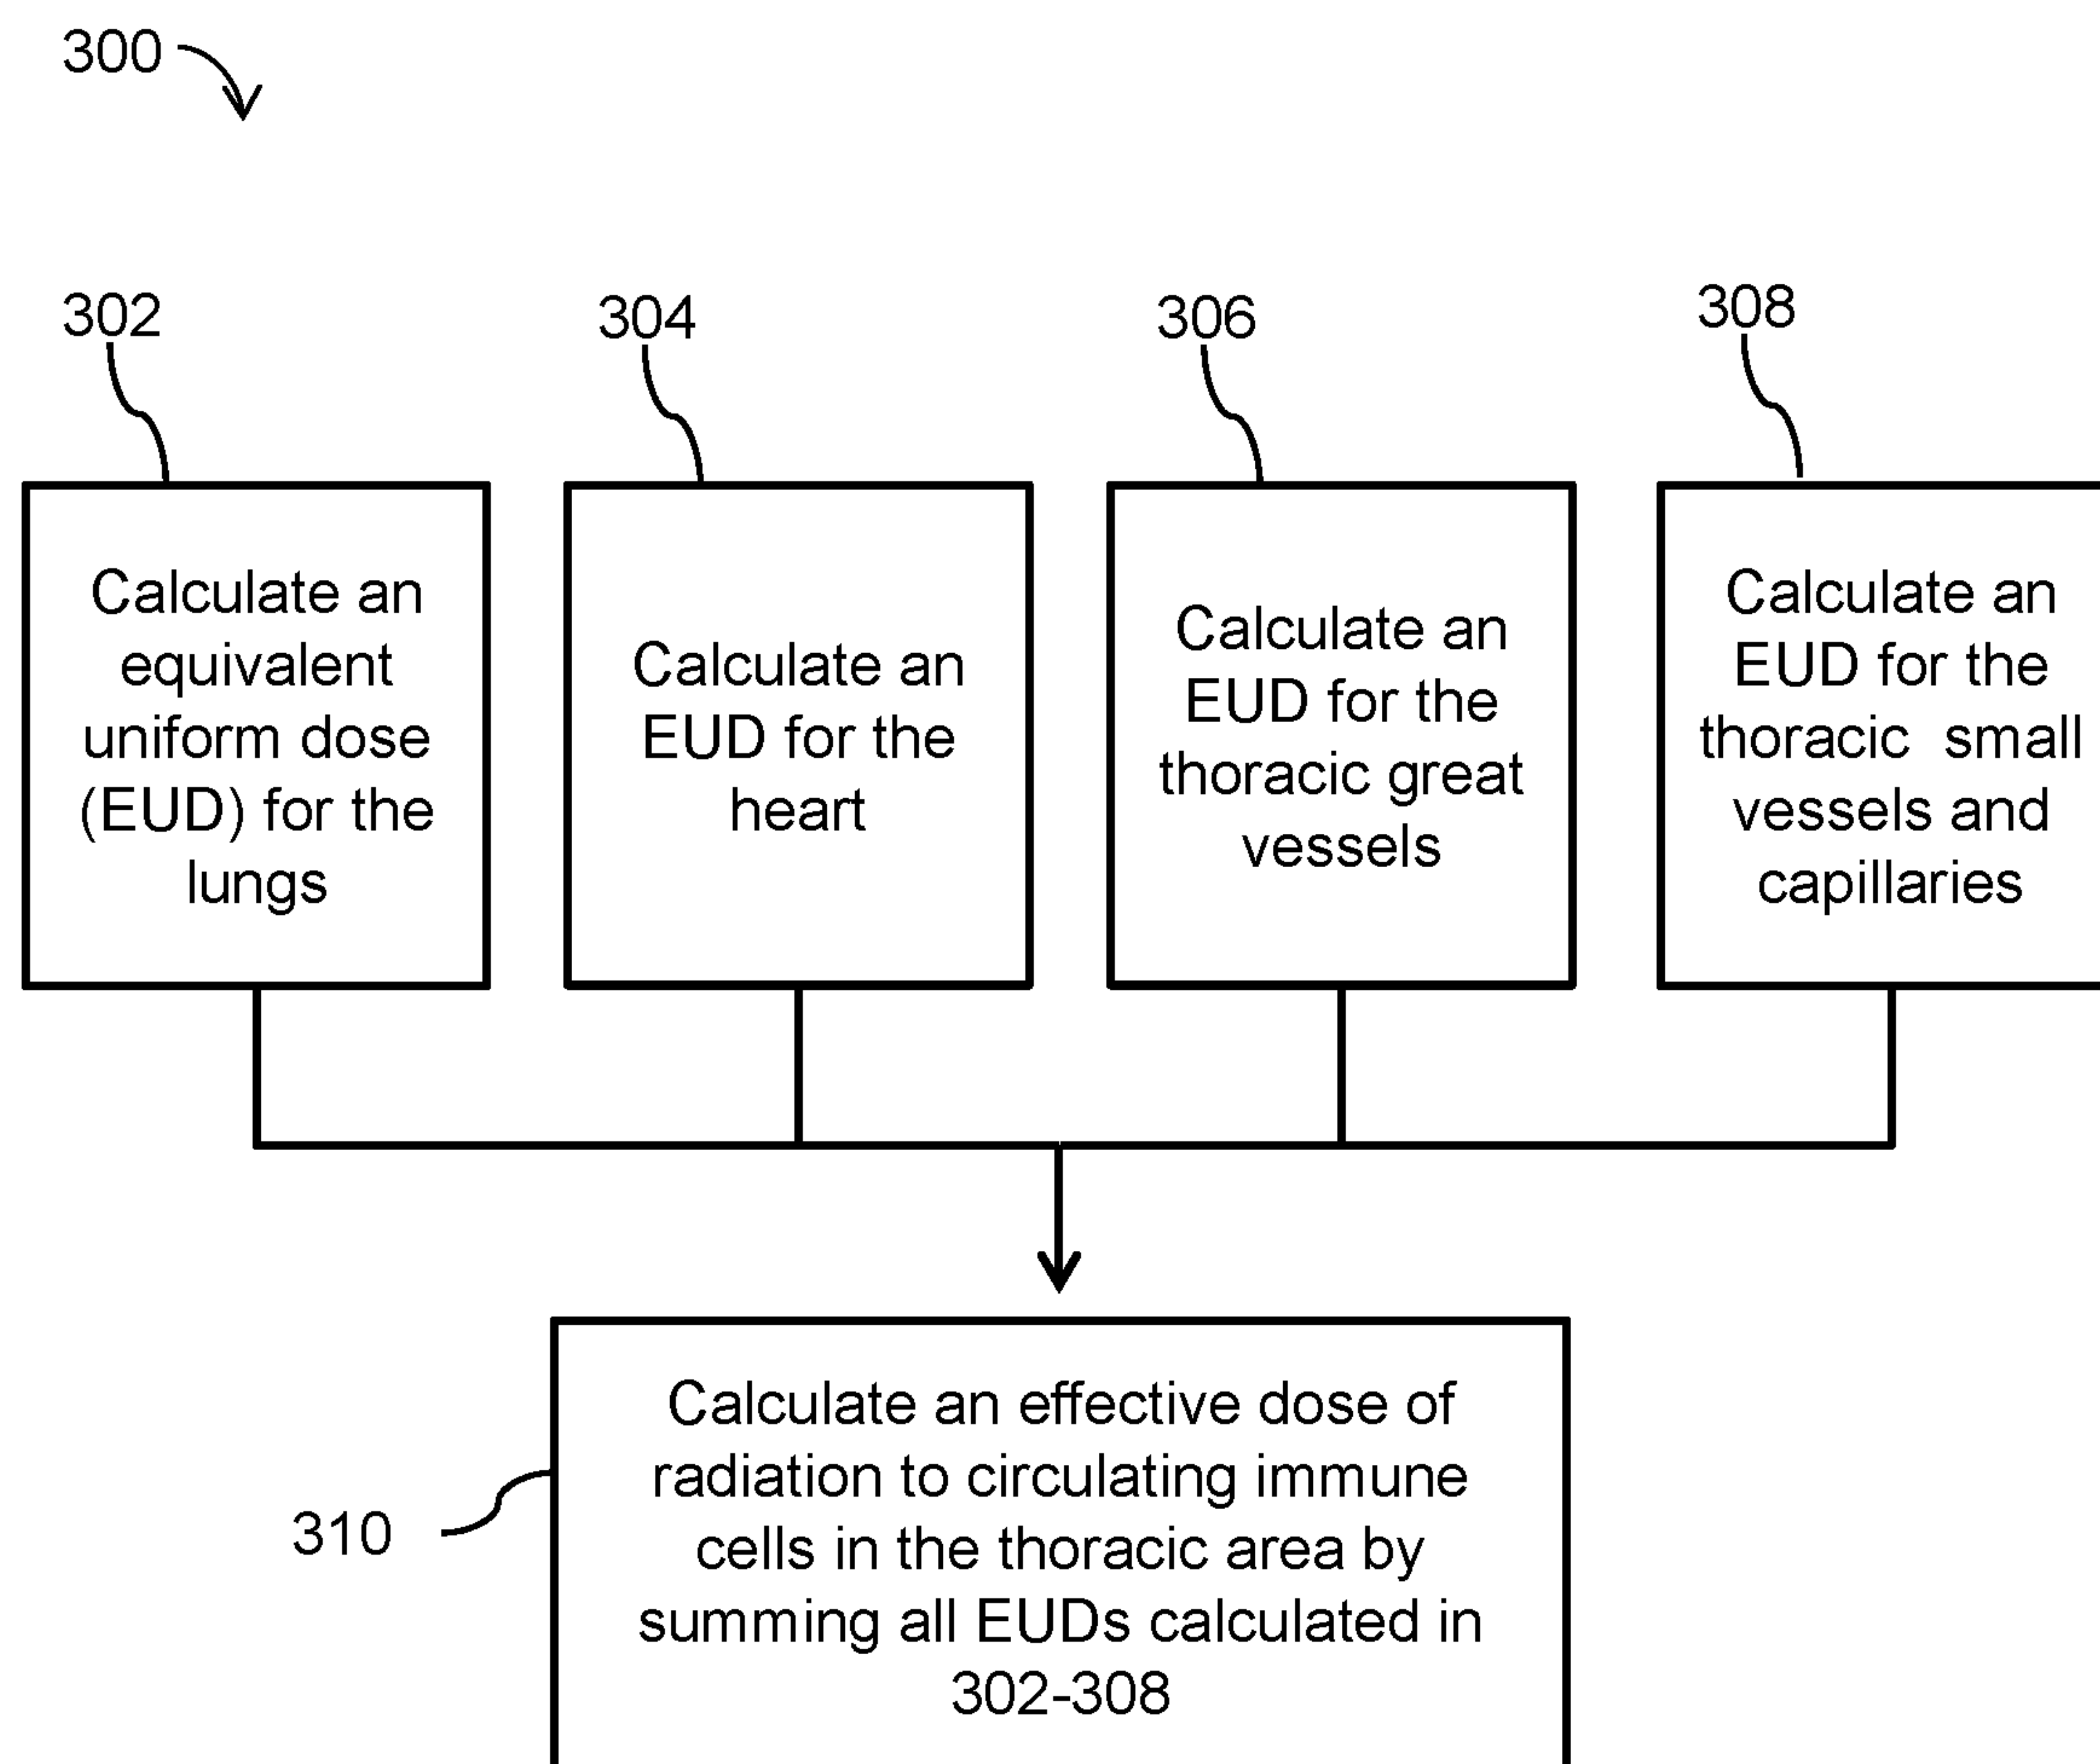 300
302
304
306
308
Calculate an
equivalent
uniform dose
(EUD) for the
lungs
Calculate an
EUD for the
heart
Calculate an
EUD for the
thoracic great
vessels
Calculate an
EUD for the
thoracic small
vessels and
capillaries
310
Calculate an effective dose of
radiation to circulating immune
cells in the thoracic area by
summing all EUDs calculated in
302-308